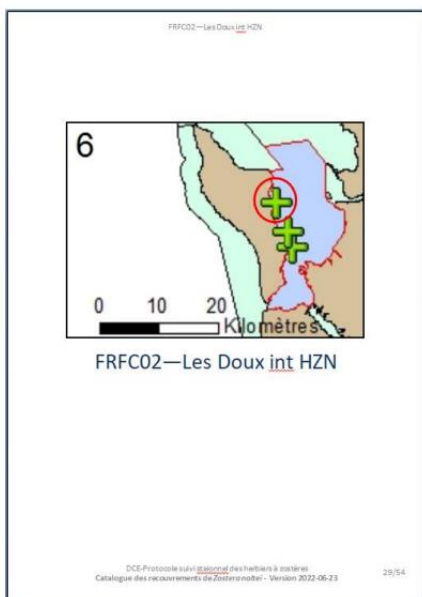 FRFC02—Les Doux int HZN
6
0 10 20
Kilomètres
FRFC02—Les Doux int HZN
DCE-Protocole suivi stationnel des herbiers à zostères
Catalogue des recouvrements de Zostera noltei - Version 2022-06-23
29/54